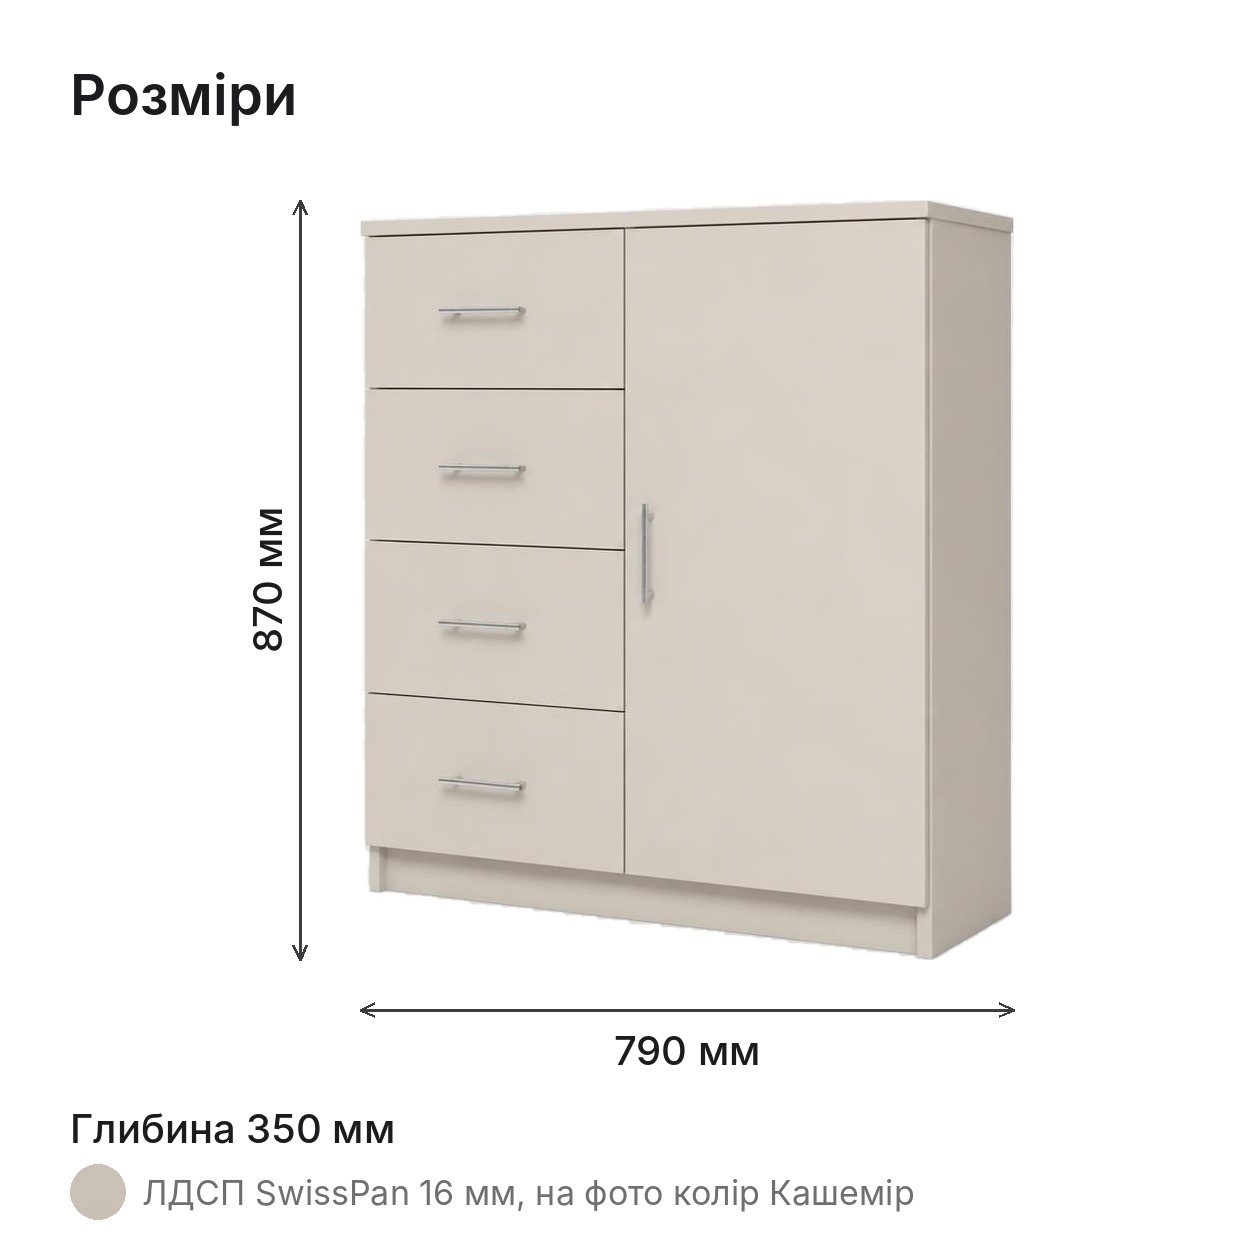 Розміри
870 мм
790 мм
Глибина 350 мм
ЛДСП SwissPan 16 мм, на фото колір Кашемір